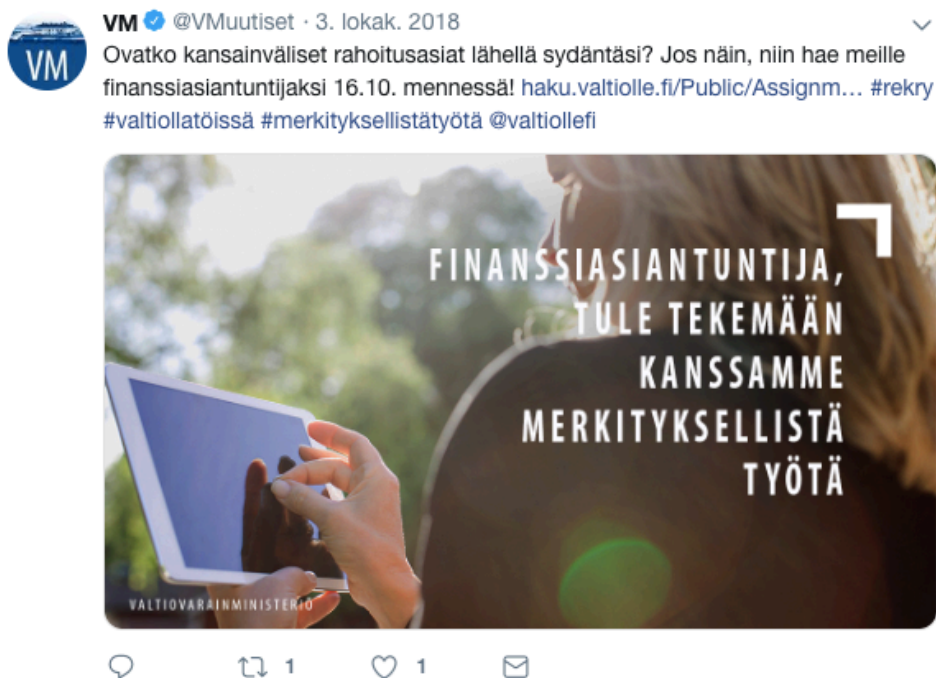 VM @VMuutiset · 3. lokak. 2018
VM
Ovatko kansainväliset rahoitusasiat lähellä sydäntäsi? Jos näin, niin hae meille
finanssiasiantuntijaksi 16.10. mennessä! haku.valtiolle.fi/Public/Assignm… #rekry
#valtiollatöissä #merkityksellistätyötä @valtiollefi
FINANSSIASIANTUNTIJA,
TULE TEKEMÄÄN
KANSSAMME
MERKITYKSELLISTÄ
TYÖTÄ
VALTIOVARAINMINISTERIÖ
1 1